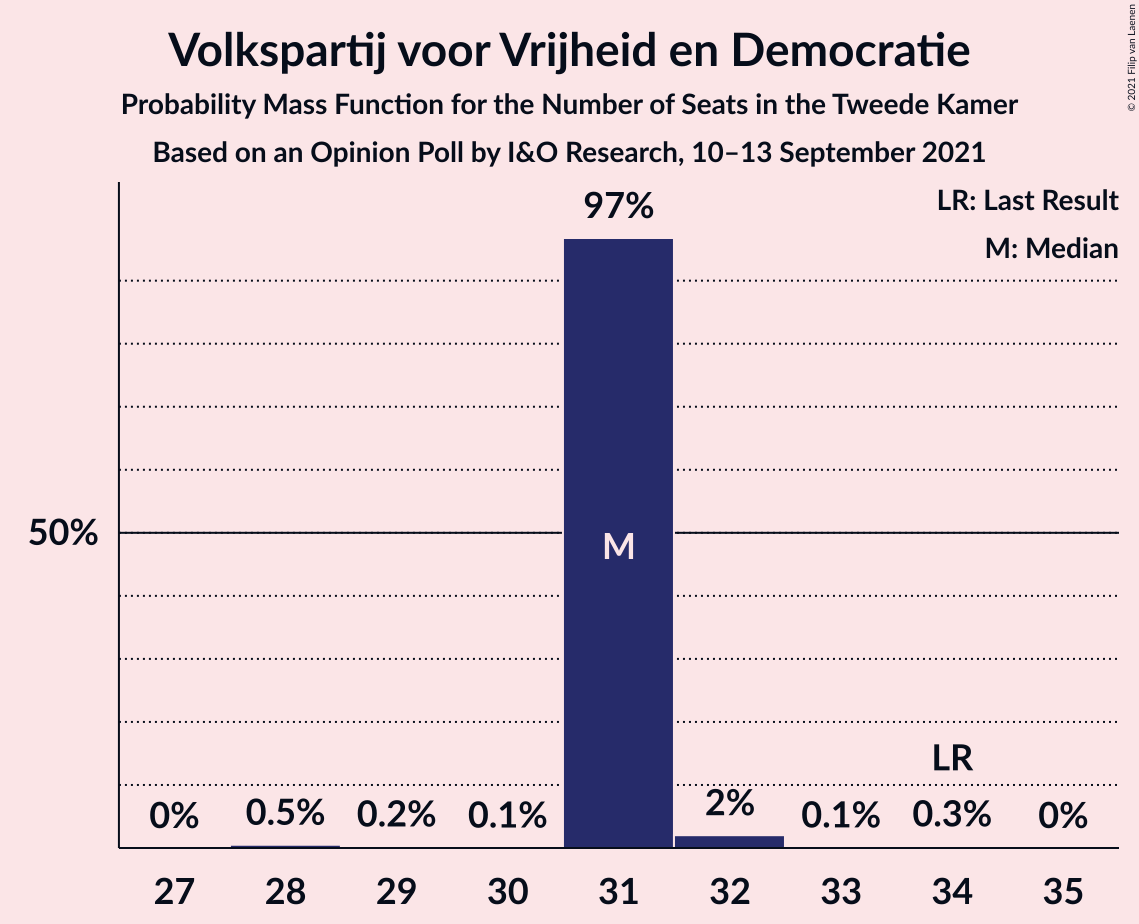 Volkspartij voor Vrijheid en Democratie
Probability Mass Function for the Number of Seats in the Tweede Kamer
Based on an Opinion Poll by I&O Research, 10–13 September 2021
© 2021 Filip van Laenen
LR: Last Result
M: Median
97%
50%
M
LR
0% 0.5% 0.2% 0.1% 2% 0.1% 0.3% 0%
27 28 29 30 31 32 33 34 35